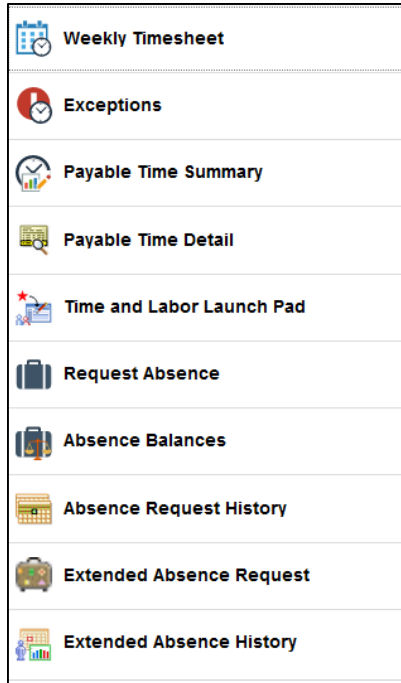 Weekly Timesheet
Exceptions
Payable Time Summary
Payable Time Detail
Time and Labor Launch Pad
Request Absence
Absence Balances
Absence Request History
Extended Absence Request
Extended Absence History